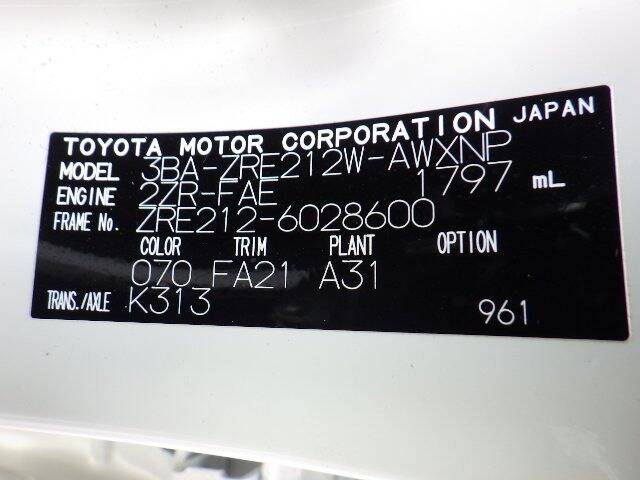 TOYOTA MOTOR CORPORATION JAPAN
MODEL 3BA-ZRE212W-AWXNP
ENGINE 2ZR-FAE 1797 mL
FRAME No. ZRE212-6028600
COLOR TRIM PLANT OPTION
070 FA21 A31
TRANS./AXLE K313
961